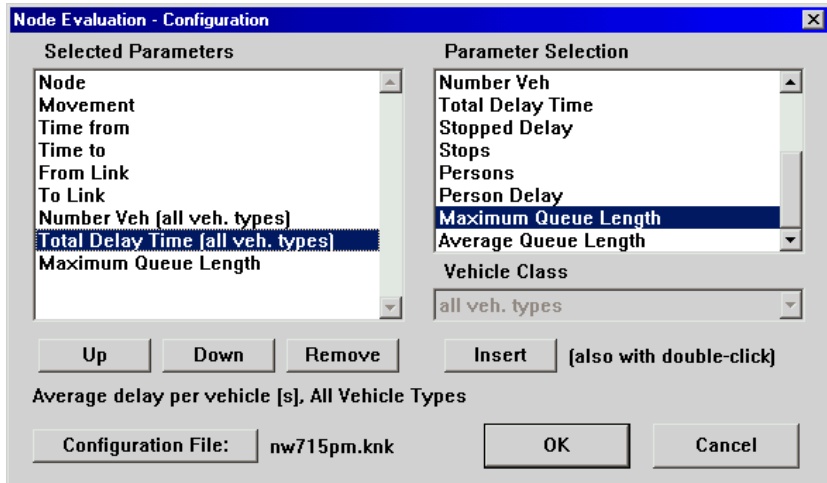 Node Evaluation - Configuration
Selected Parameters
Node
Movement
Time from
Time to
From Link
To Link
Number Veh (all veh. types)
Total Delay Time (all veh. types)
Maximum Queue Length
Parameter Selection
Number Veh
Total Delay Time
Stopped Delay
Stops
Persons
Person Delay
Maximum Queue Length
Average Queue Length
Vehicle Class
all veh. types
Up Down Remove Insert (also with double-click)
Average delay per vehicle [s], All Vehicle Types
Configuration File: nw715pm.knk OK Cancel